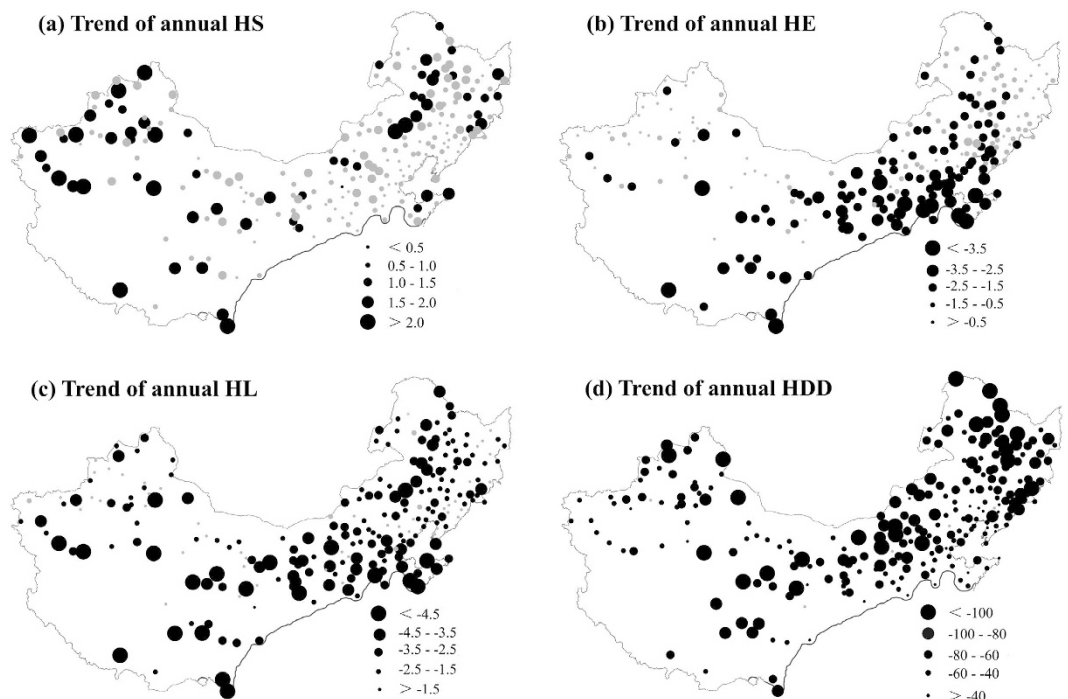 (a) Trend of annual HS
< 0.5
0.5 - 1.0
1.0 - 1.5
1.5 - 2.0
> 2.0
(b) Trend of annual HE
< -3.5
-3.5 - -2.5
-2.5 - -1.5
-1.5 - -0.5
> -0.5
(c) Trend of annual HL
< -4.5
-4.5 - -3.5
-3.5 - -2.5
-2.5 - -1.5
> -1.5
(d) Trend of annual HDD
< -100
-100 - -80
-80 - -60
-60 - -40
> -40